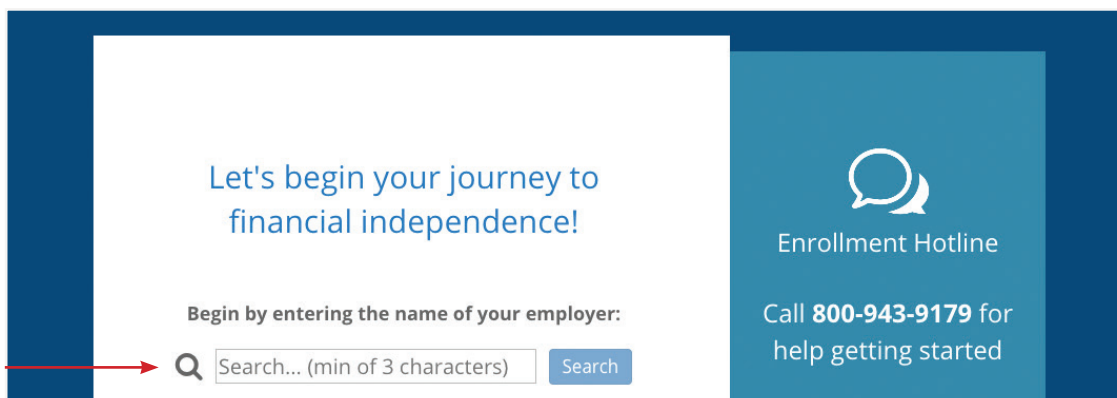 Let's begin your journey to
financial independence!
Begin by entering the name of your employer:
Search... (min of 3 characters)
Search
Enrollment Hotline
Call 800-943-9179 for
help getting started